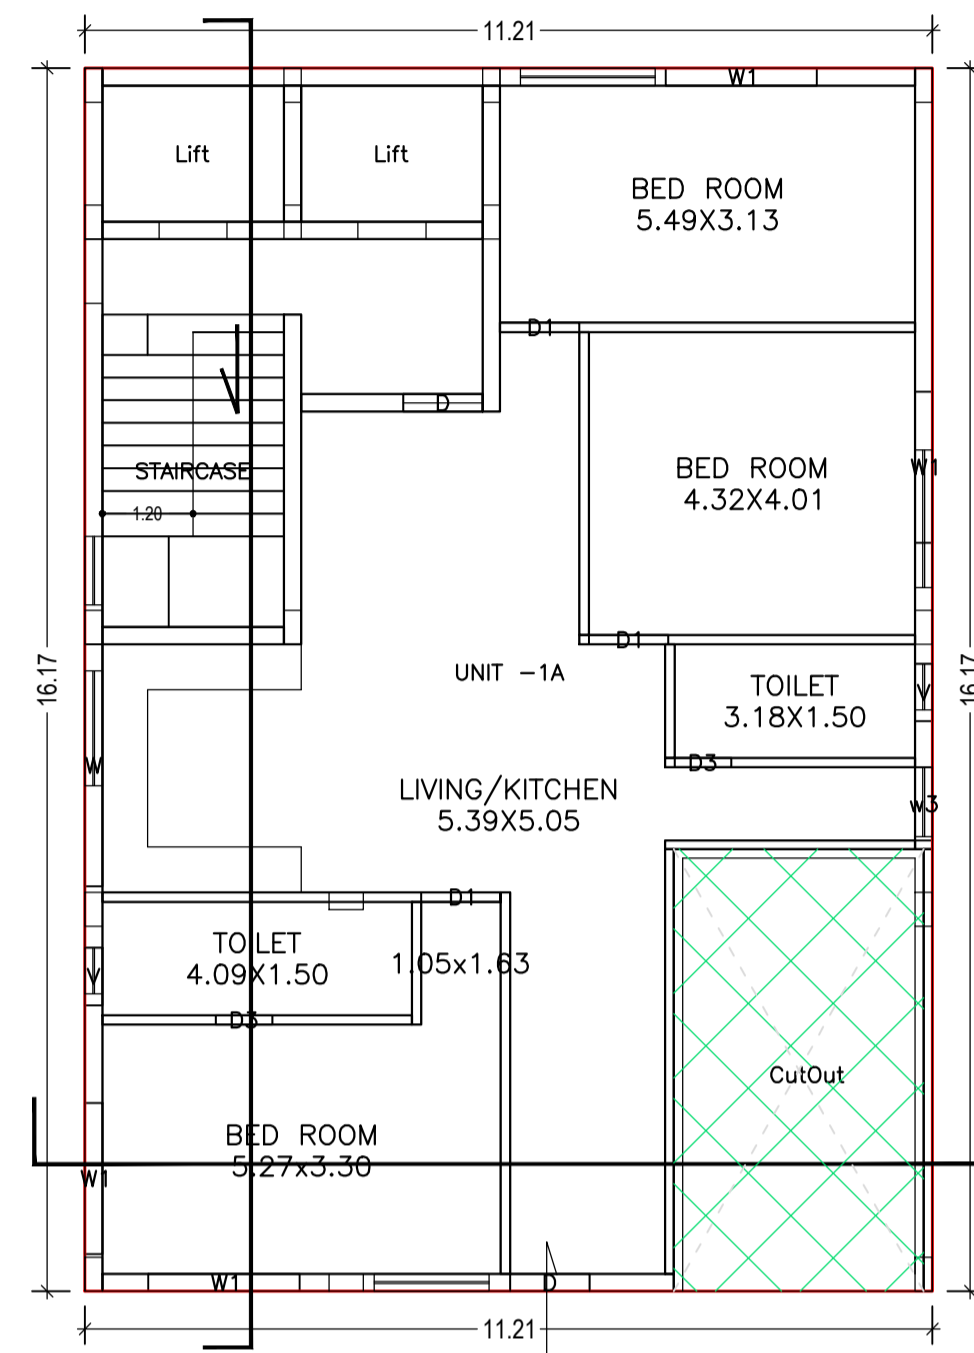 11.21
W1
Lift
Lift
BED ROOM
5.49X3.13
D1
D
STAIRCASE
1.20
BED ROOM
4.32X4.01
W1
D1
UNIT -1A
TOILET
3.18X1.50
V
16.17
16.17
D3
W
LIVING/KITCHEN
5.39X5.05
w3
D1
TOILET
4.09X1.50
1.05x1.63
V
D3
CutOut
BED ROOM
5.27x3.30
W1
W1
D
11.21